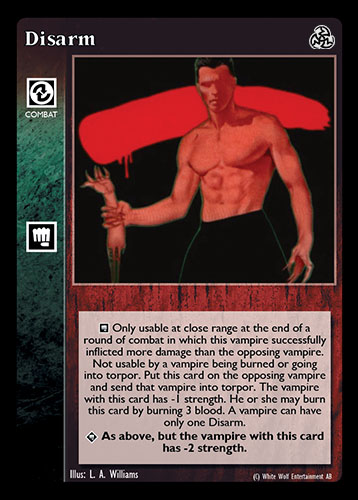 Disarm
COMBAT
Only usable at close range at the end of a
round of combat in which this vampire successfully
inflicted more damage than the opposing vampire.
Not usable by a vampire being burned or going
into torpor. Put this card on the opposing vampire
and send that vampire into torpor. The vampire
with this card has -1 strength. He or she may burn
this card by burning 3 blood. A vampire can have
only one Disarm.
As above, but the vampire with this card
has -2 strength.
Illus: L. A. Williams
(C) White Wolf Entertainment AB